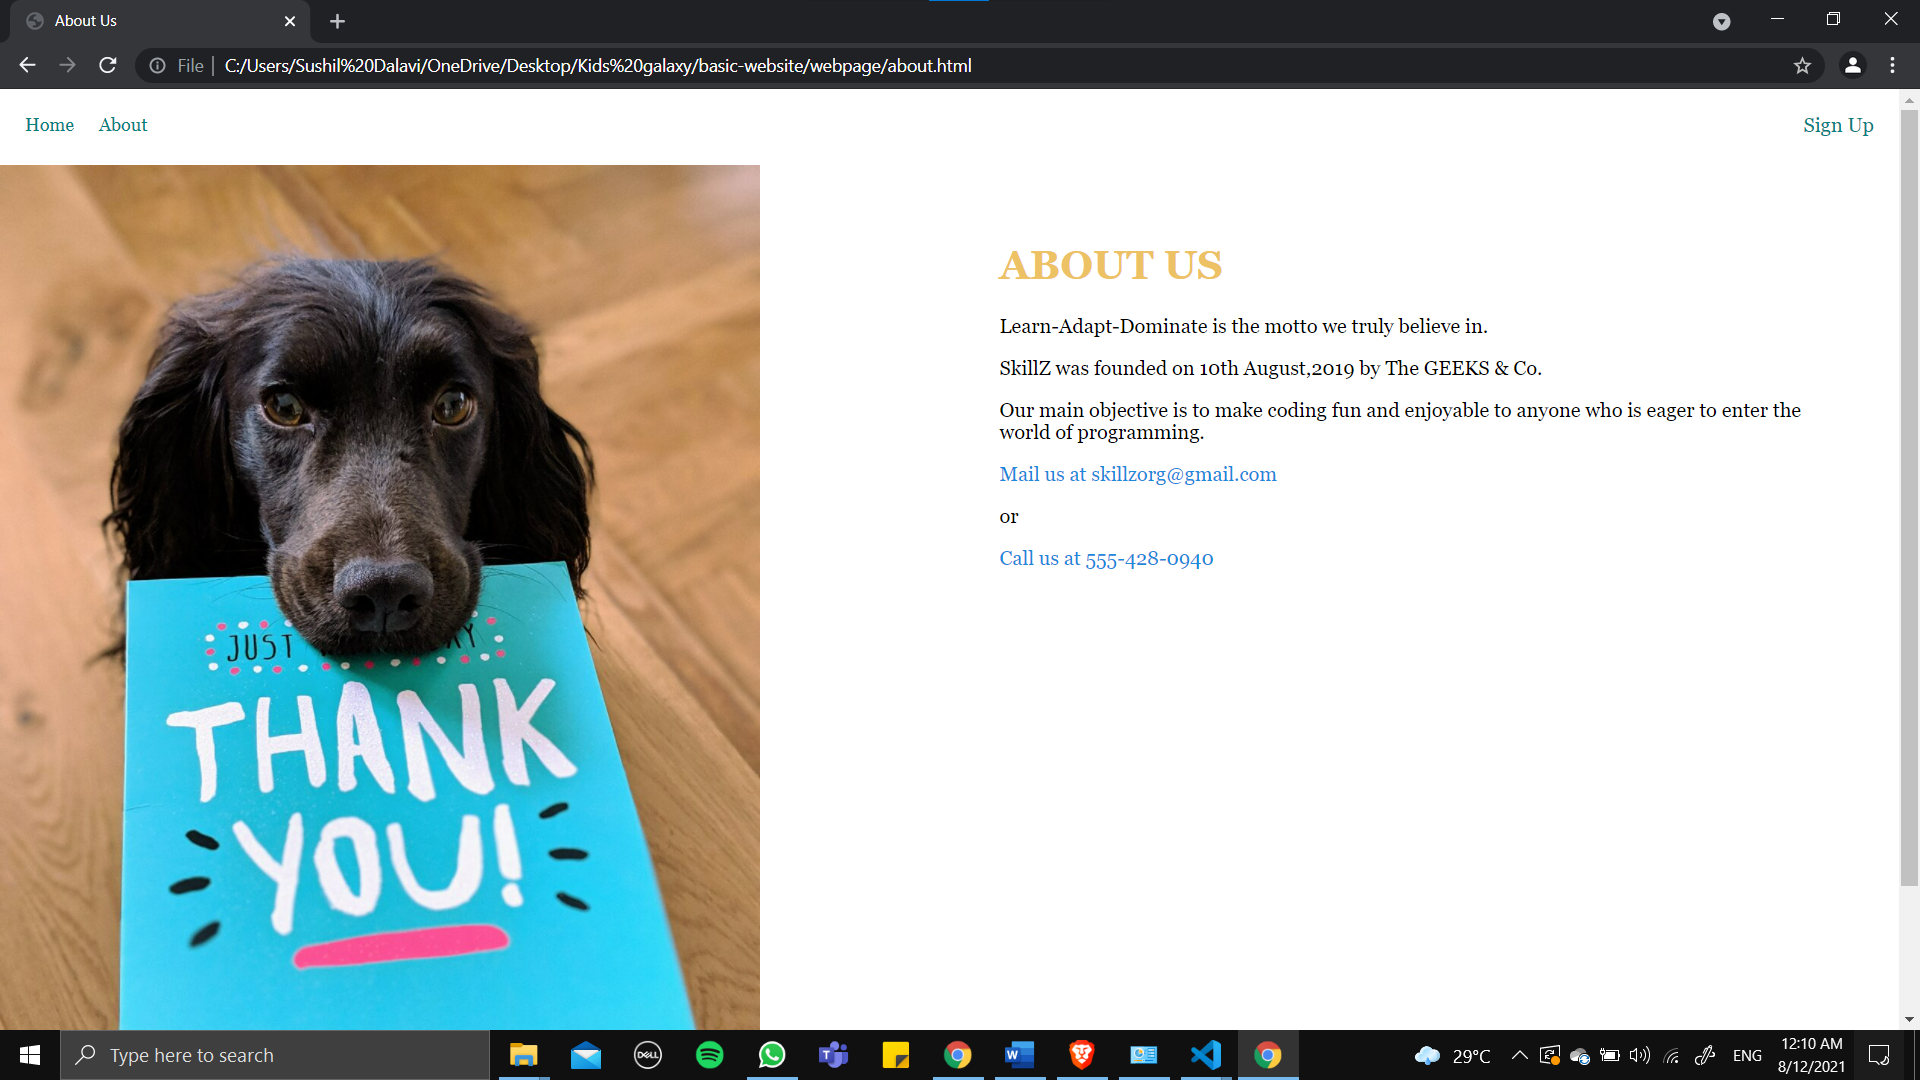 About Us
File
C:/Users/Sushil%20Dalavi/OneDrive/Desktop/Kids%20galaxy/basic-website/webpage/about.html
Home About Sign Up
ABOUT US
Learn-Adapt-Dominate is the motto we truly believe in.
SkillZ was founded on 10th August,2019 by The GEEKS & Co.
Our main objective is to make coding fun and enjoyable to anyone who is eager to enter the
world of programming.
Mail us at skillzorg@gmail.com
or
Call us at 555-428-0940
JUST
THANK
YOU!
Type here to search
DELL
29°C
ENG
12:10 AM
8/12/2021